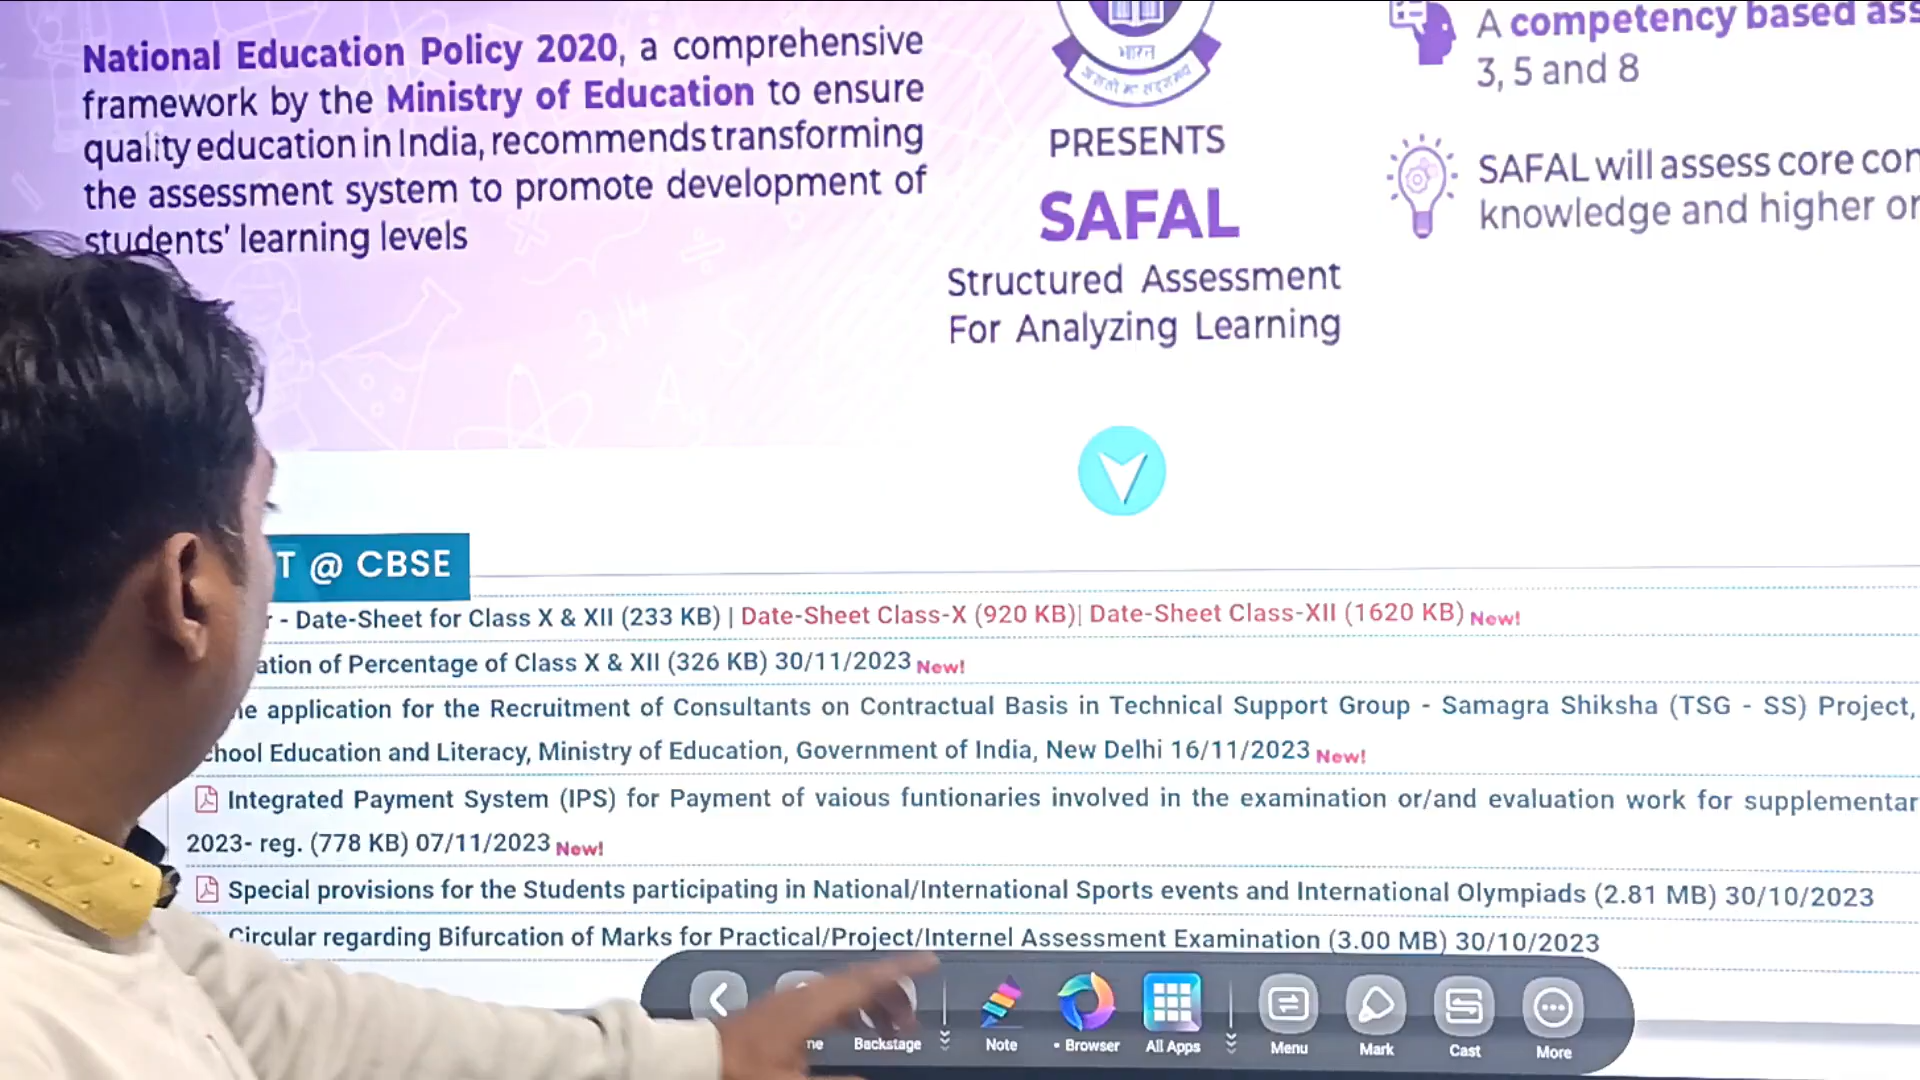 National Education Policy 2020, a comprehensive
framework by the Ministry of Education to ensure
quality education in India, recommends transforming
the assessment system to promote development of
students' learning levels
भारत
असतो मा सद्गमय
PRESENTS
SAFAL
Structured Assessment
For Analyzing Learning
A competency based
3, 5 and 8
SAFAL will assess core
knowledge and higher
@ CBSE
- Date-Sheet for Class X & XII (233 KB) | Date-Sheet Class-X (920 KB)| Date-Sheet Class-XII (1620 KB) New!
of Percentage of Class X & XII (326 KB) 30/11/2023 New!
application for the Recruitment of Consultants on Contractual Basis in Technical Support Group - Samagra Shiksha (TSG - SS) Project,
Education and Literacy, Ministry of Education, Government of India, New Delhi 16/11/2023 New!
Integrated Payment System (IPS) for Payment of vaious funtionaries involved in the examination or/and evaluation work for
2023- reg. (778 KB) 07/11/2023 New!
Special provisions for the Students participating in National/International Sports events and International Olympiads (2.81 MB) 30/10/2023
Circular regarding Bifurcation of Marks for Practical/Project/Internel Assessment Examination (3.00 MB) 30/10/2023
Backstage
Note
• Browser
All Apps
Menu
Mark
Cast
More